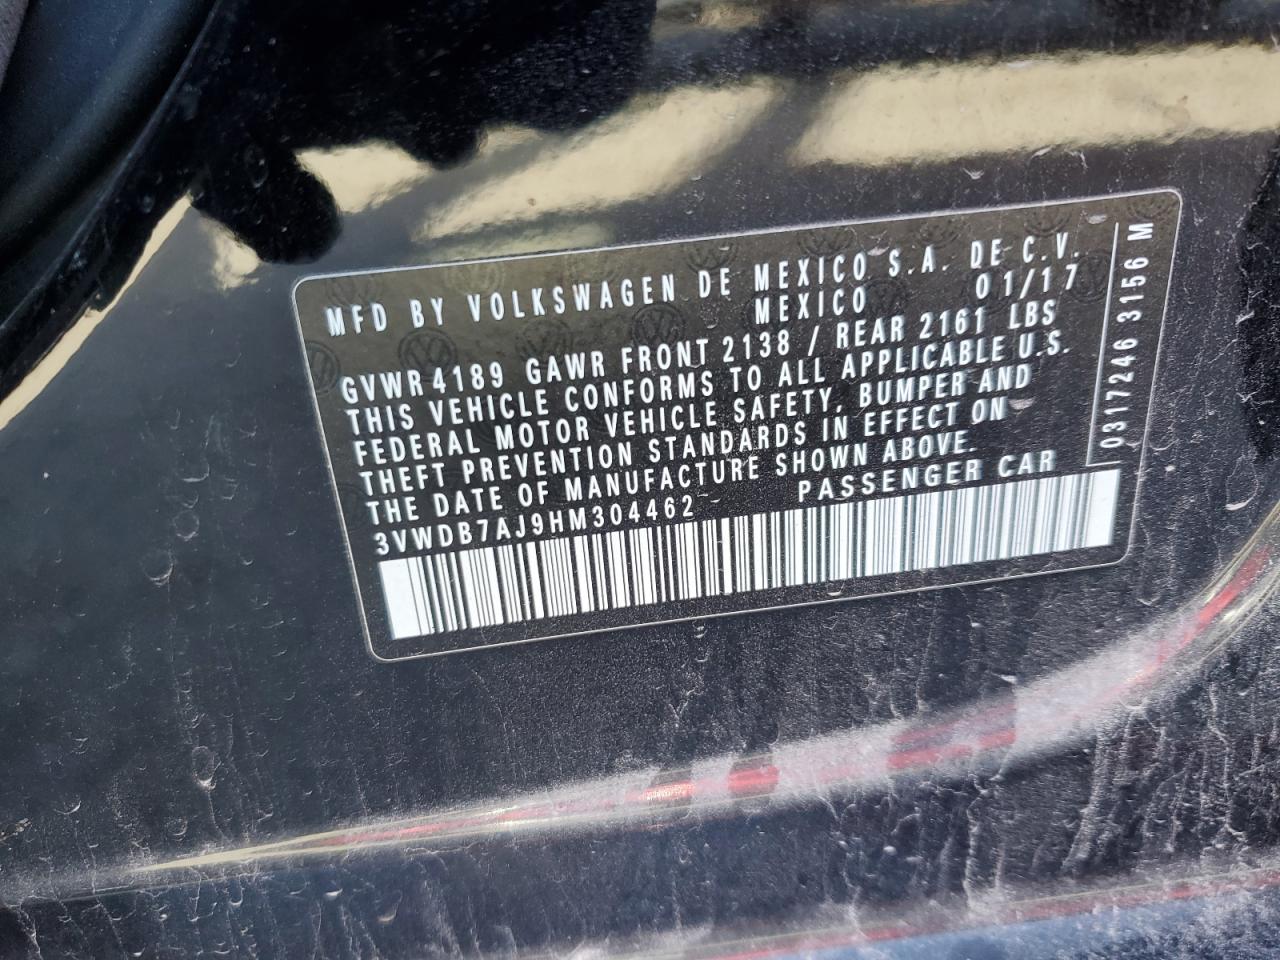 MFD BY VOLKSWAGEN DE MEXICO S.A. DE C.V.
MEXICO 01/17
GVWR 4189 GAWR FRONT 2138 / REAR 2161 LBS
THIS VEHICLE CONFORMS TO ALL APPLICABLE U.S.
FEDERAL MOTOR VEHICLE SAFETY, BUMPER AND
THEFT PREVENTION STANDARDS IN EFFECT ON
THE DATE OF MANUFACTURE SHOWN ABOVE.
3VWDB7AJ9HM304462 PASSENGER CAR
0317246 3156 M